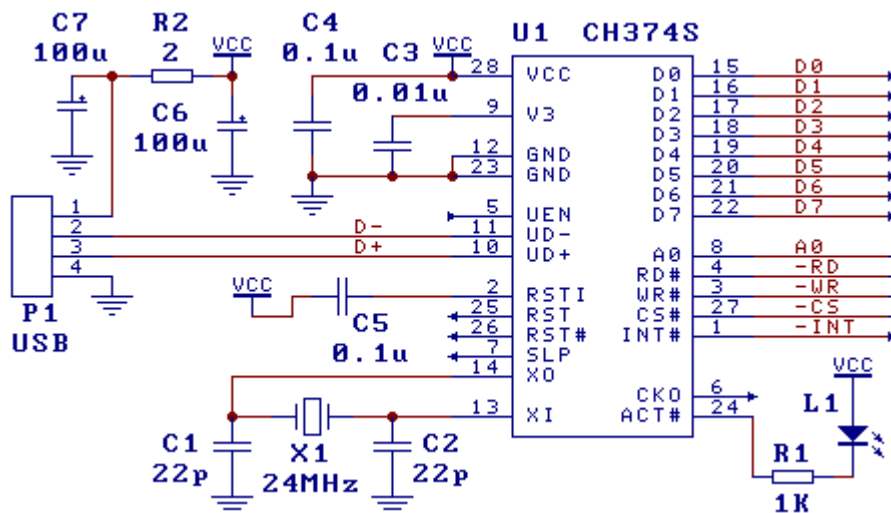 C7
100u
R2
2
VCC
C6
100u
C4
0.1u
C3
0.01u
VCC
U1 CH374S
28 VCC
9 V3
12 GND
23 GND
5 UEN
11 UD-
10 UD+
2 RSTI
25 RST
26 RST#
7 SLP
14 XO
13 XI
D0 15 D0
D1 16 D1
D2 17 D2
D3 18 D3
D4 19 D4
D5 20 D5
D6 21 D6
D7 22 D7
A0 8 A0
RD# 4 -RD
WR# 3 -WR
CS# 27 -CS
INT# 1 -INT
CKO 6
ACT# 24
1
2
3
4
D-
D+
P1
USB
VCC
C5
0.1u
C1
22p
X1
24MHz
C2
22p
VCC
L1
R1
1K